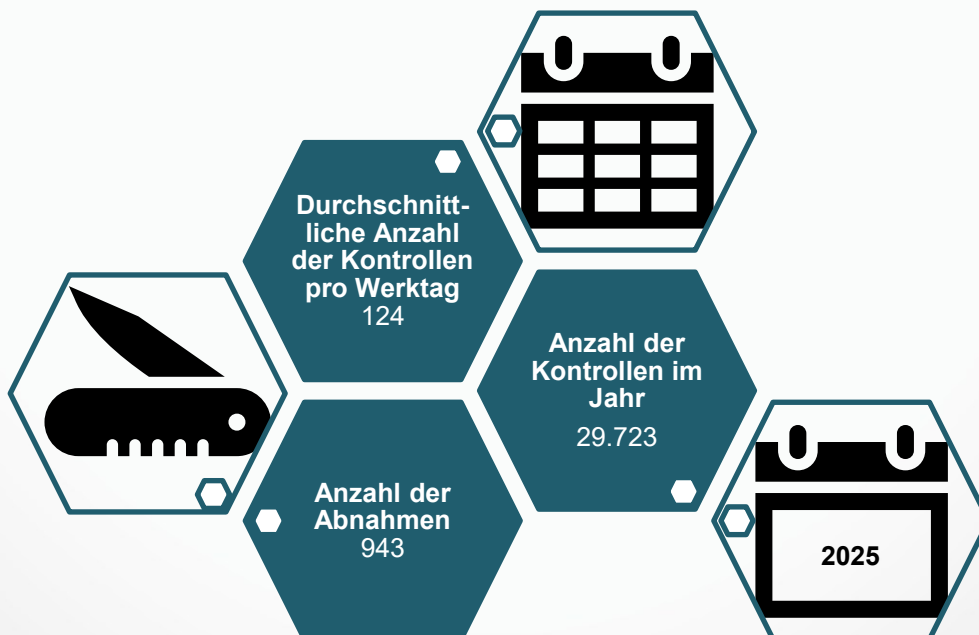 Durchschnitt-
liche Anzahl
der Kontrollen
pro Werktag
124
Anzahl der
Kontrollen im
Jahr
29.723
Anzahl der
Abnahmen
943
2025